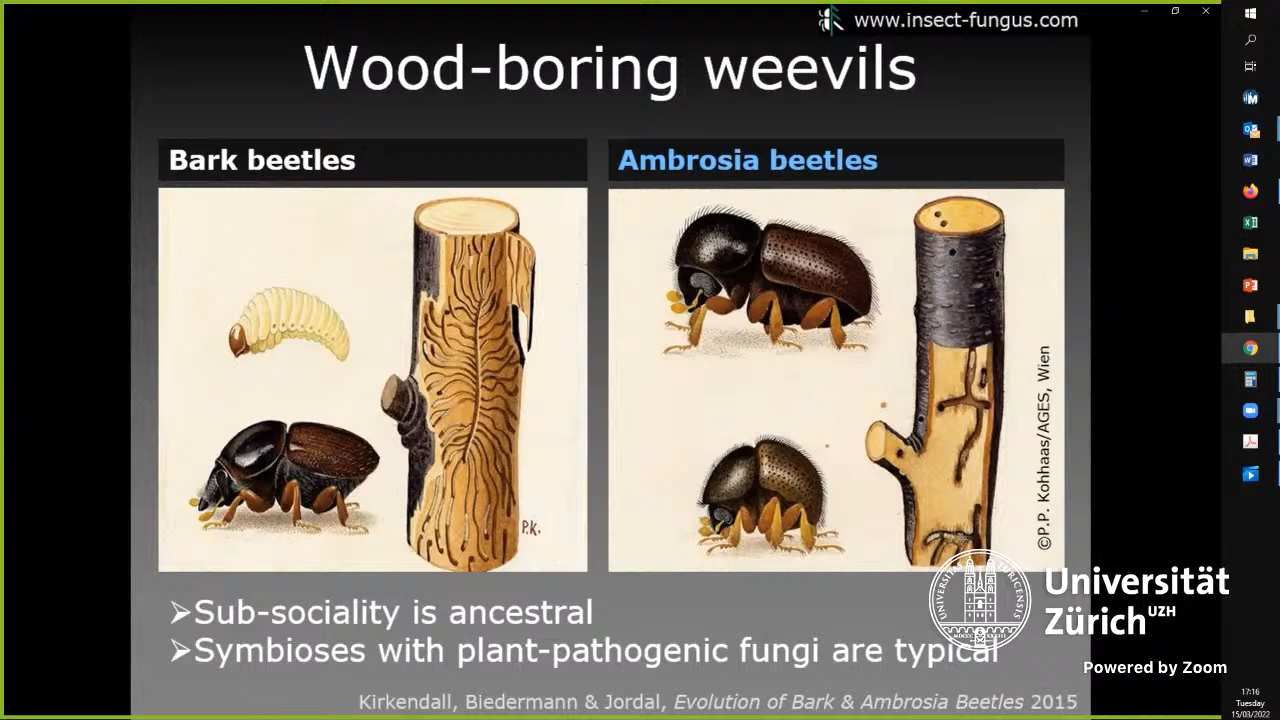 www.insect-fungus.com
Wood-boring weevils
Bark beetles
Ambrosia beetles
P.K.
©P.P. Kohhaas/AGES, Wien
➢Sub-sociality is ancestral
➢Symbioses with plant-pathogenic fungi are typical
Kirkendall, Biedermann & Jordal, Evolution of Bark & Ambrosia Beetles 2015
Universität
Zürich UZH
Powered by Zoom
17:16
Tuesday
15/03/2022